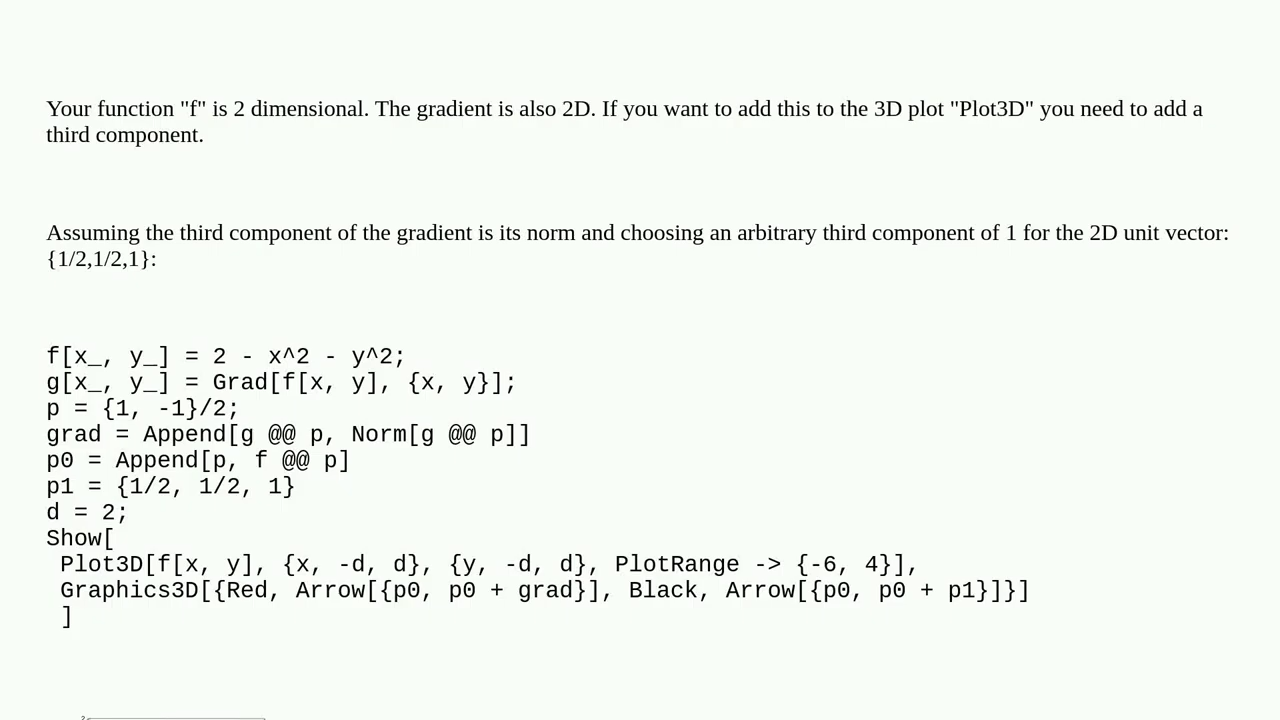 Your function "f" is 2 dimensional. The gradient is also 2D. If you want to add this to the 3D plot "Plot3D" you need to add a
third component.
Assuming the third component of the gradient is its norm and choosing an arbitrary third component of 1 for the 2D unit vector:
{1/2,1/2,1}:
f[x_, y_] = 2 - x^2 - y^2;
g[x_, y_] = Grad[f[x, y], {x, y}];
p = {1, -1}/2;
grad = Append[g @@ p, Norm[g @@ p]]
p0 = Append[p, f @@ p]
p1 = {1/2, 1/2, 1}
d = 2;
Show[
 Plot3D[f[x, y], {x, -d, d}, {y, -d, d}, PlotRange -> {-6, 4}],
 Graphics3D[{Red, Arrow[{p0, p0 + grad}], Black, Arrow[{p0, p0 + p1}]}]
 ]
2